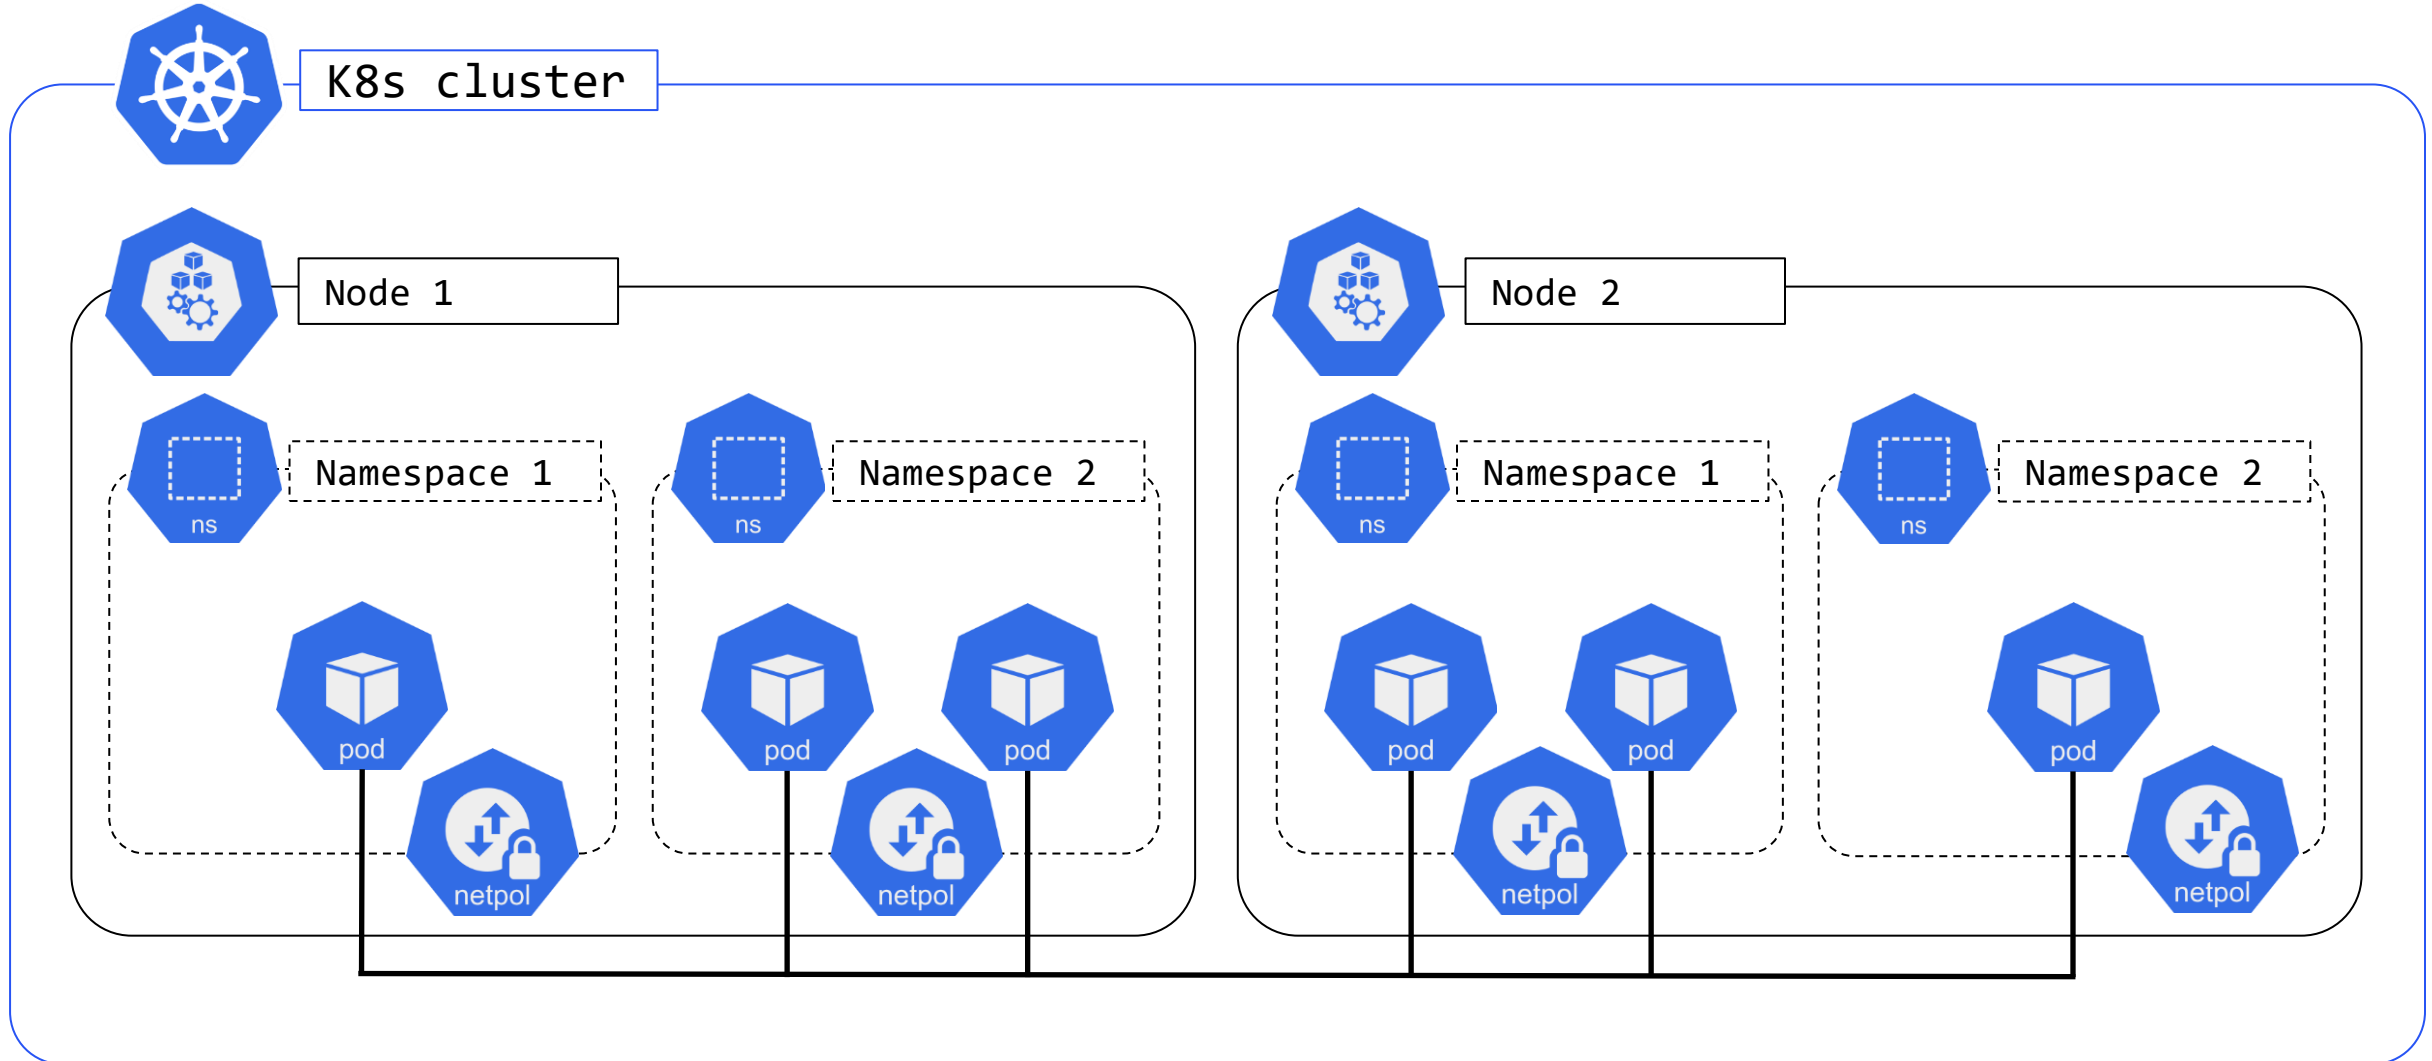 K8s cluster
Node 1
Node 2
ns
Namespace 1
ns
Namespace 2
ns
Namespace 1
ns
Namespace 2
pod
pod
pod
pod
pod
pod
netpol
netpol
netpol
netpol